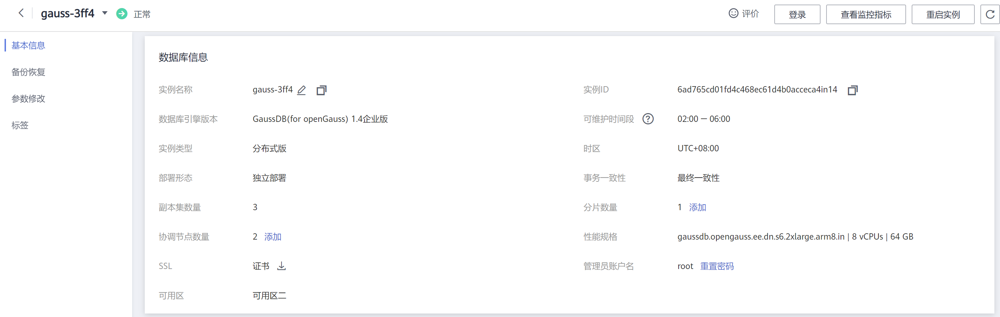 gauss-3ff4 正常 评价 登录 查看监控指标 重启实例
基本信息
备份恢复
参数修改
标签
数据库信息
实例名称 gauss-3ff4 实例ID 6ad765cd01fd4c468ec61d4b0acceca4in14
数据库引擎版本 GaussDB(for openGauss) 1.4企业版 可维护时间段 02:00 — 06:00
实例类型 分布式版 时区 UTC+08:00
部署形态 独立部署 事务一致性 最终一致性
副本集数量 3 分片数量 1 添加
协调节点数量 2 添加 性能规格 gaussdb.opengauss.ee.dn.s6.2xlarge.arm8.in | 8 vCPUs | 64 GB
SSL 证书 管理员账户名 root 重置密码
可用区 可用区二